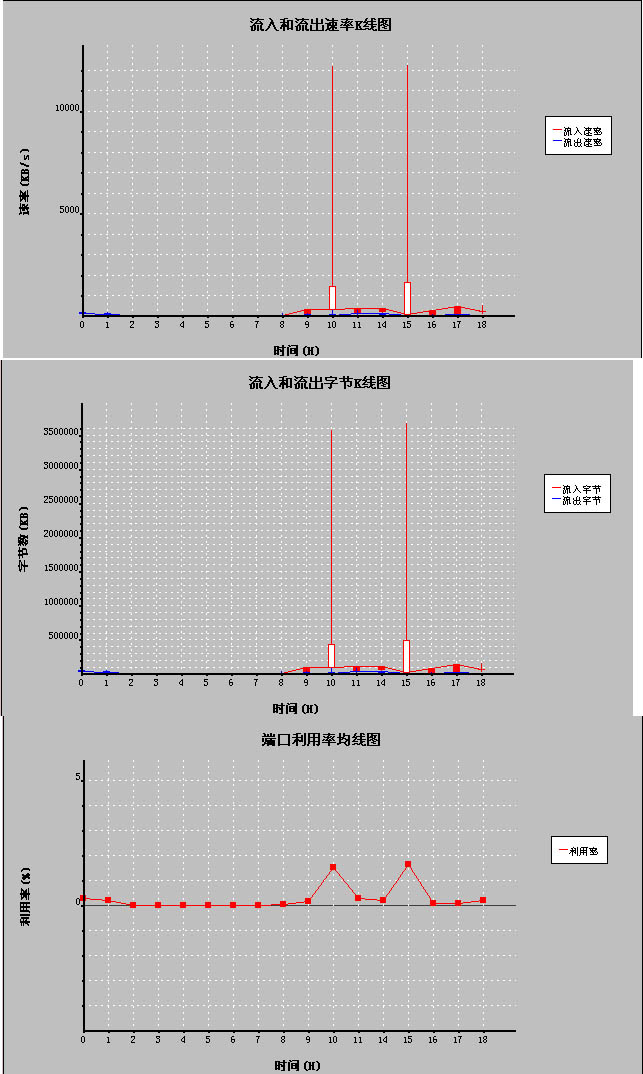 流入和流出速率K线图
10000
5000
速率(KB/s)
流入速率
流出速率
0 1 2 3 4 5 6 7 8 9 10 11 14 15 16 17 18
时间(H)
流入和流出字节K线图
3500000
3000000
2500000
2000000
1500000
1000000
500000
字节数(KB)
流入字节
流出字节
0 1 2 3 4 5 6 7 8 9 10 11 14 15 16 17 18
时间(H)
端口利用率均线图
5
0
利用率(%)
利用率
0 1 2 3 4 5 6 7 8 9 10 11 14 15 16 17 18
时间(H)